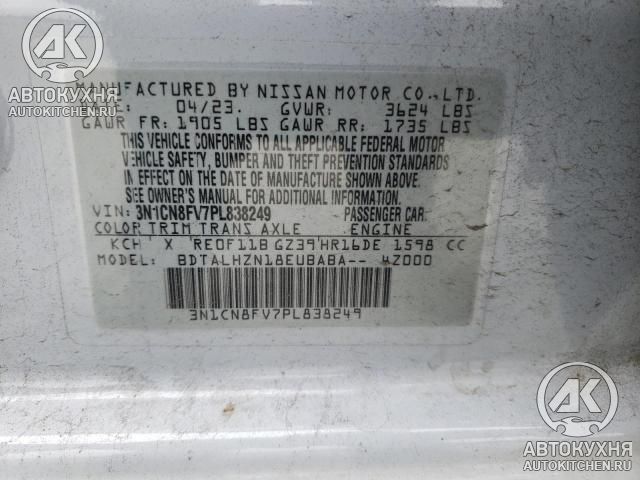 AK
АВТОКУХНЯ
AUTOKITCHEN.RU
MANUFACTURED BY NISSAN MOTOR CO.,LTD.
DATE: 04/23. GVWR: 3624 LBS
GAWR FR: 1905 LBS GAWR RR: 1735 LBS
THIS VEHICLE CONFORMS TO ALL APPLICABLE FEDERAL MOTOR
VEHICLE SAFETY, BUMPER AND THEFT PREVENTION STANDARDS
IN EFFECT ON THE DATE OF MANUFACTURE SHOWN ABOVE.
SEE OWNER'S MANUAL FOR ADDITIONAL INFORMATION.
VIN: 3N1CN8FV7PL838249 PASSENGER CAR.
COLOR TRIM TRANS AXLE ENGINE
KCH X RE0F11B GZ39 HR16DE 1598 CC
MODEL: BDTALHZN18EUBABA-- 4Z000
3N1CN8FV7PL838249
AK
АВТОКУХНЯ
AUTOKITCHEN.RU